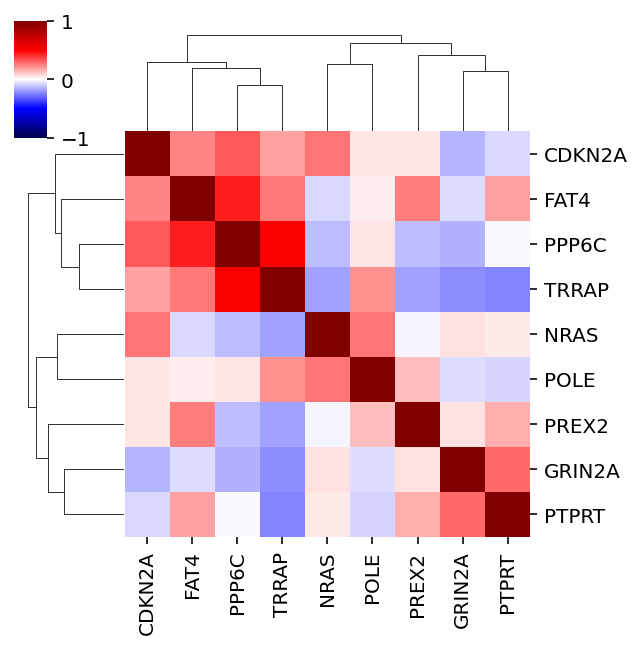 1
0
−1
CDKN2A
FAT4
PPP6C
TRRAP
NRAS
POLE
PREX2
GRIN2A
PTPRT
CDKN2A
FAT4
PPP6C
TRRAP
NRAS
POLE
PREX2
GRIN2A
PTPRT